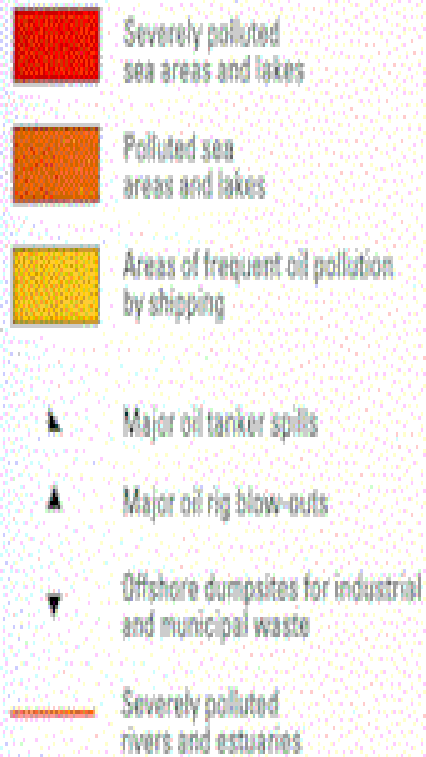 Severely polluted
sea areas and lakes
Polluted sea
areas and lakes
Areas of frequent oil pollution
by shipping
Major oil tanker spills
Major oil rig blow-outs
Offshore dumpsites for industrial
and municipal waste
Severely polluted
rivers and estuaries